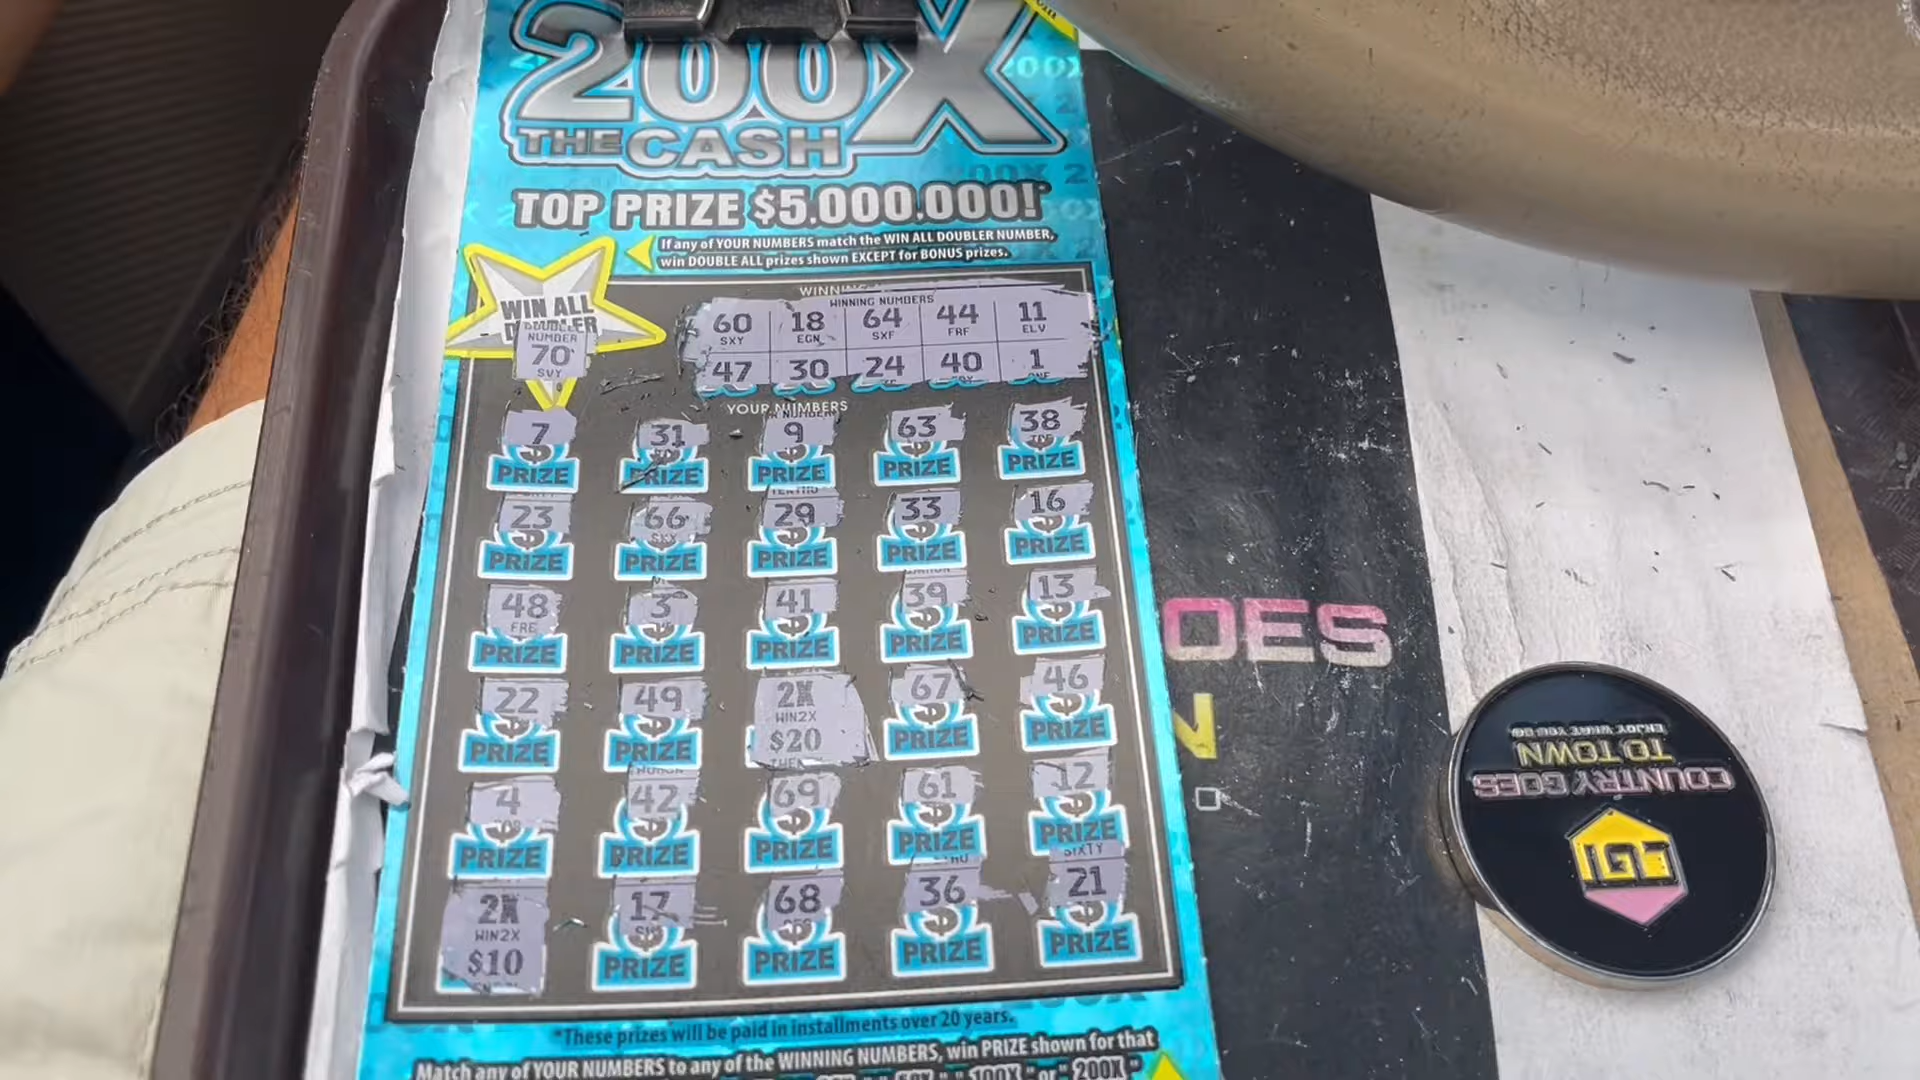 200X
THE CASH
TOP PRIZE $5,000,000!*
If any of YOUR NUMBERS match the WIN ALL DOUBLER NUMBER,
win DOUBLE ALL prizes shown EXCEPT for BONUS prizes.
WIN ALL
NUMBER
70
SVY
WINNING NUMBERS
60 18 64 44 11
SXY EGN SXF FRF ELV
47 30 24 40 1
YOUR NUMBERS
7 31 9 63 38
PRIZE PRIZE PRIZE PRIZE PRIZE
23 66 29 33 16
SXX
PRIZE PRIZE PRIZE PRIZE PRIZE
48 3 41 39 13
FRE
PRIZE PRIZE PRIZE PRIZE PRIZE
22 49 2X 67 46
WIN2X
PRIZE PRIZE $20 PRIZE PRIZE
4 42 69 61 12
PRIZE PRIZE PRIZE PRIZE PRIZE
SIXTY
2X 17 68 36 21
WIN2X
$10 PRIZE PRIZE PRIZE PRIZE
*These prizes will be paid in installments over 20 years.
Match any of YOUR NUMBERS to any of the WINNING NUMBERS, win PRIZE shown for that
100X" or "200X"
OES
N
COUNTRY GOES
TO TOWN
ENJOY WHAT YOU DO
LGT